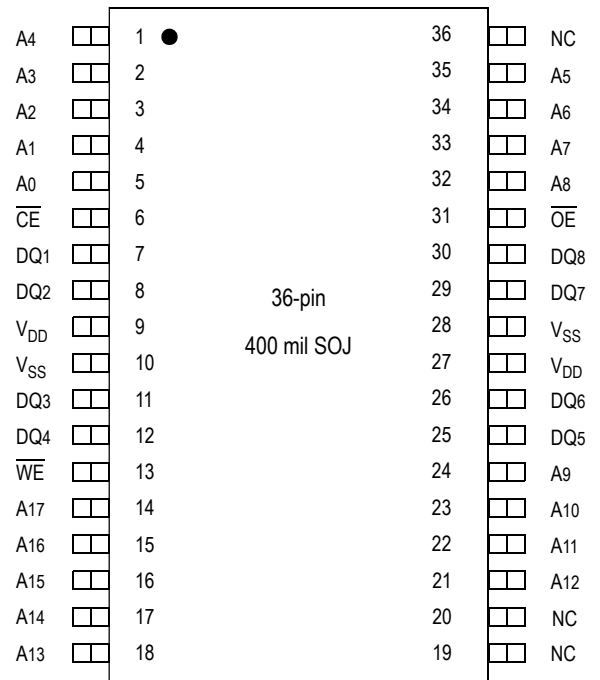 A4 1 36 NC
A3 2 35 A5
A2 3 34 A6
A1 4 33 A7
A0 5 32 A8
C̅E̅ 6 31 O̅E̅
DQ1 7 30 DQ8
DQ2 8 29 DQ7
36-pin
VDD 9 28 VSS
400 mil SOJ
VSS 10 27 VDD
DQ3 11 26 DQ6
DQ4 12 25 DQ5
W̅E̅ 13 24 A9
A17 14 23 A10
A16 15 22 A11
A15 16 21 A12
A14 17 20 NC
A13 18 19 NC